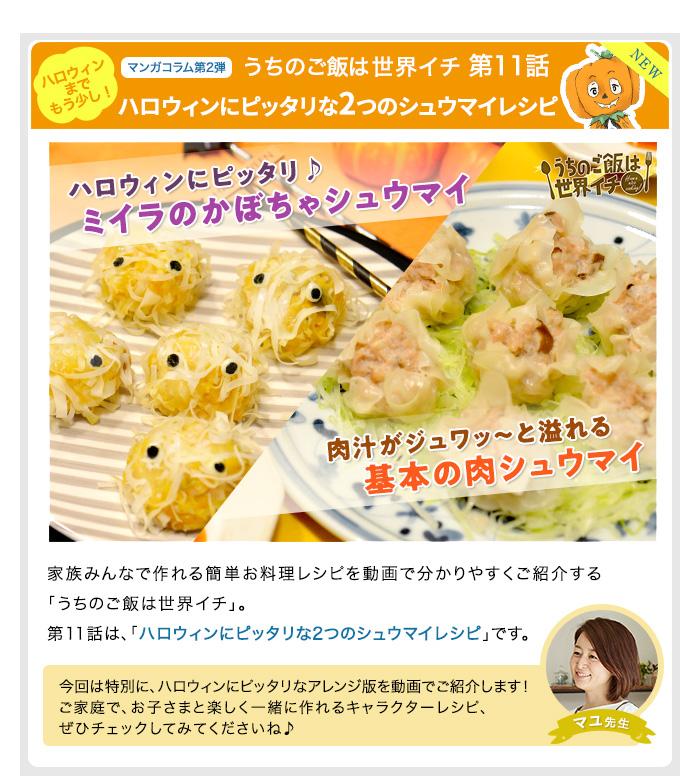 ハロウィン
まで
もう少し！
マンガコラム第2弾
うちのご飯は世界イチ 第11話
NEW
ハロウィンにピッタリな2つのシュウマイレシピ
ハロウィンにピッタリ♪
ミイラのかぼちゃシュウマイ
うちのご飯は
世界イチ
肉汁がジュワッ～と溢れる
基本の肉シュウマイ
家族みんなで作れる簡単お料理レシピを動画で分かりやすくご紹介する
「うちのご飯は世界イチ」。
第11話は、「ハロウィンにピッタリな2つのシュウマイレシピ」です。
今回は特別に、ハロウィンにピッタリなアレンジ版を動画でご紹介します！
ご家庭で、お子さまと楽しく一緒に作れるキャラクターレシピ、
ぜひチェックしてみてくださいね♪
マユ先生